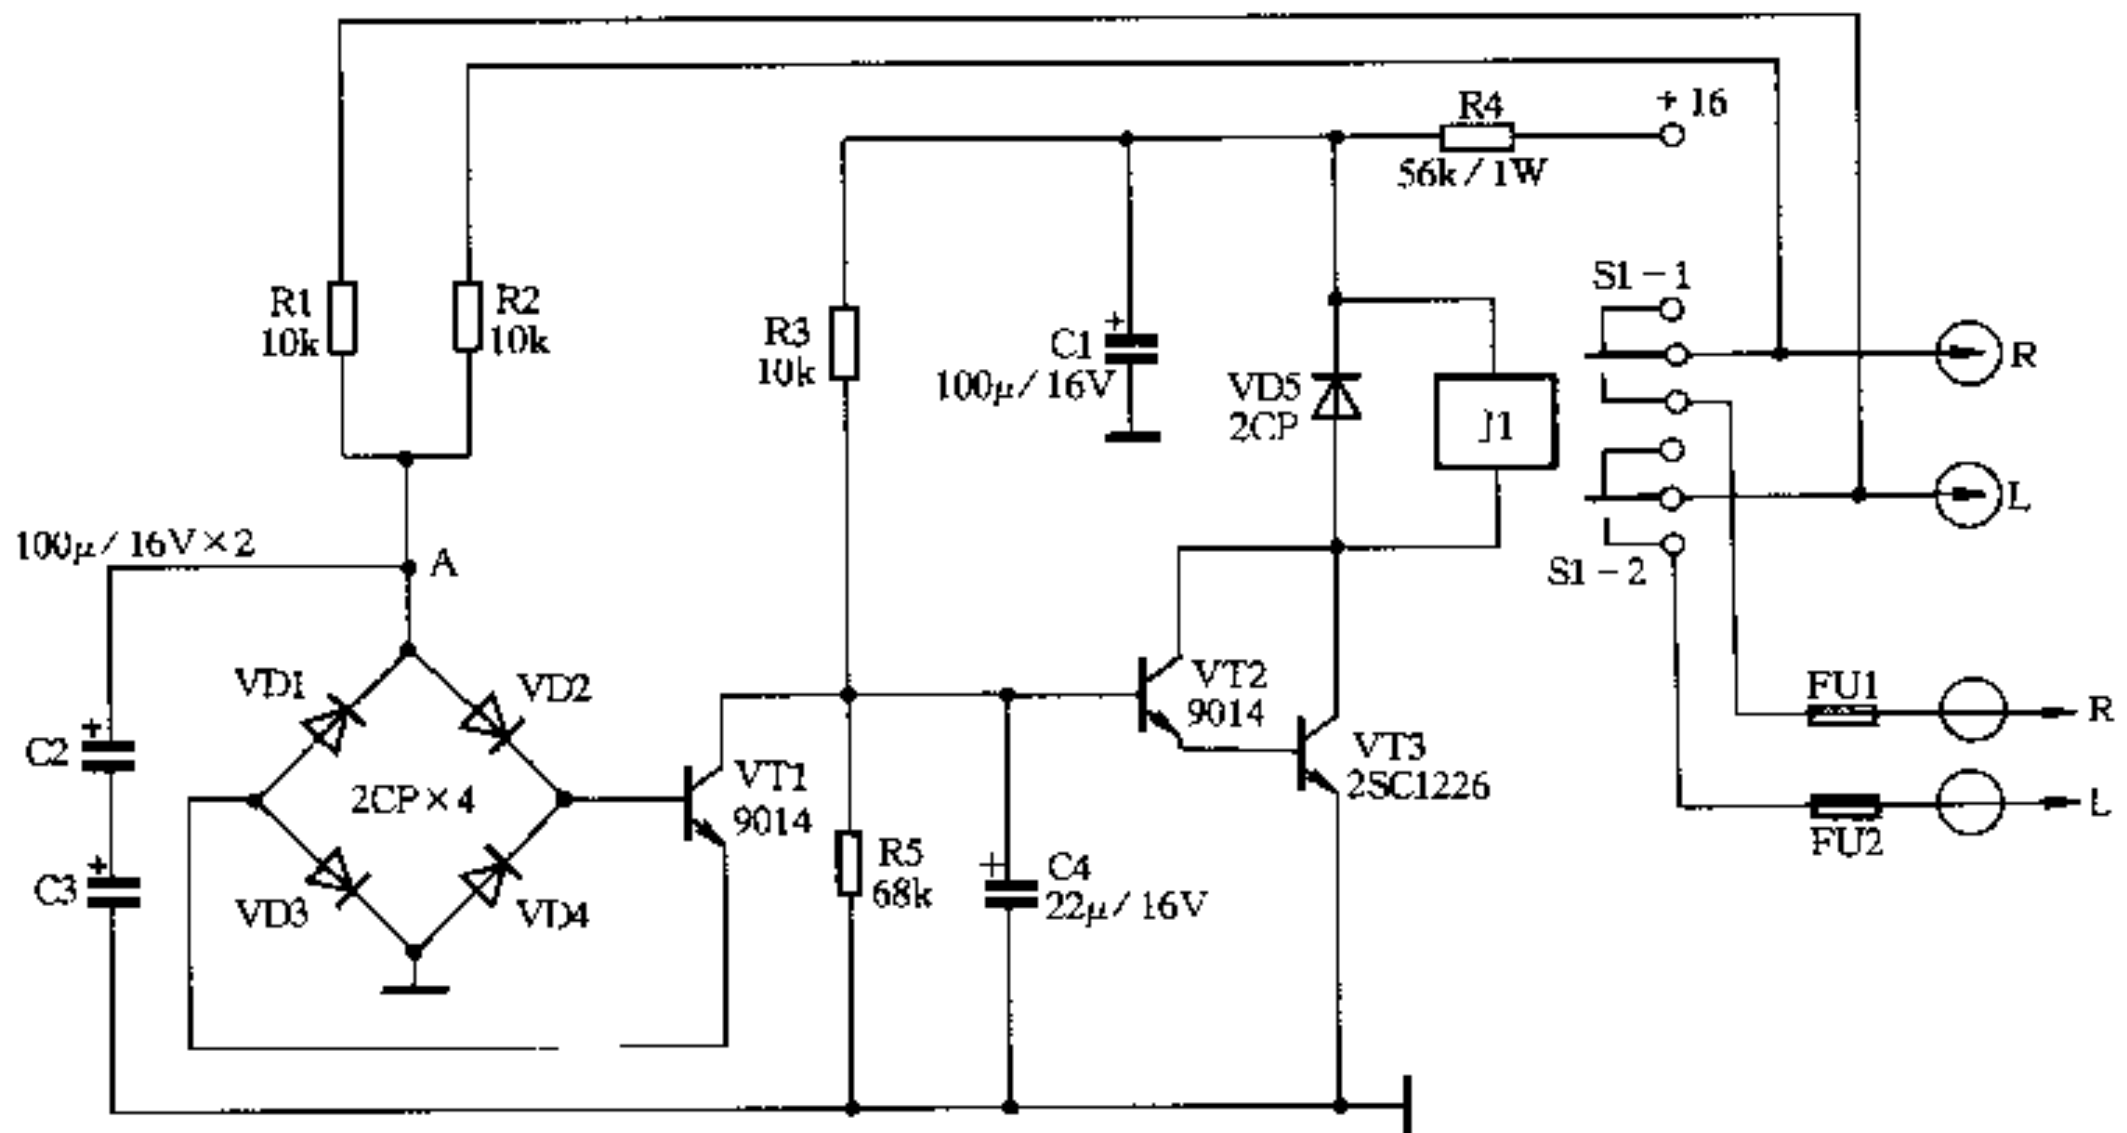 R4
+16
56k/1W
S1-1
R1
10k
R2
10k
R3
10k
C1
+
100μ/16V
VD5
2CP
J1
R
L
S1-2
100μ/16V×2
A
VD1
VD2
VT2
9014
FU1
R
C2
+
2CP×4
VT1
9014
VT3
2SC1226
L
FU2
C3
+
VD3
VD4
R5
68k
+
C4
22μ/16V